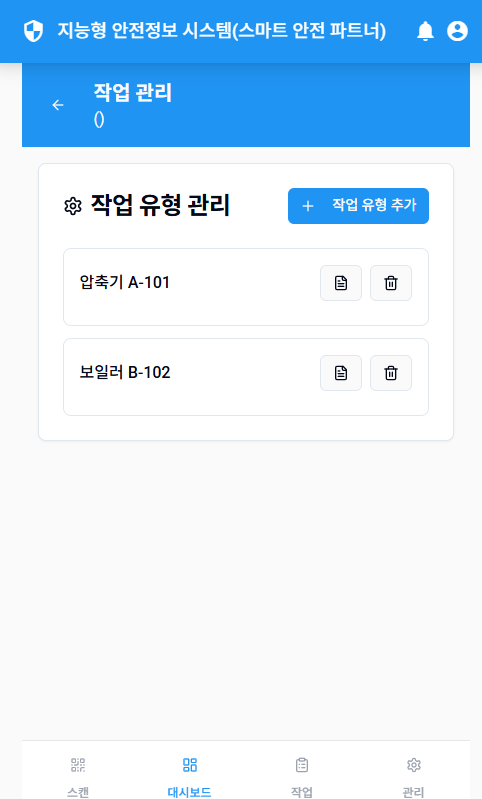 지능형 안전정보 시스템(스마트 안전 파트너)
작업 관리
()
작업 유형 관리
작업 유형 추가
압축기 A-101
보일러 B-102
스캔 대시보드 작업 관리